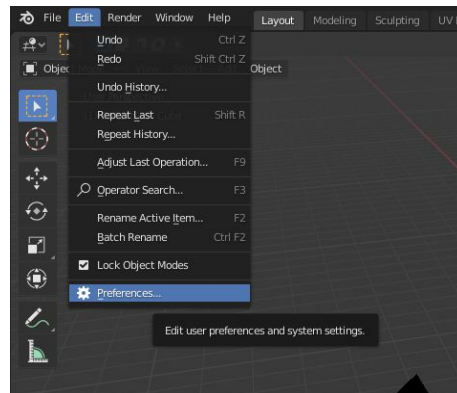 File Edit Render Window Help Layout Modeling Sculpting UV
Undo Ctrl Z
Redo Shift Ctrl Z
Object
Undo History...
Repeat Last Shift R
Repeat History...
Adjust Last Operation... F9
Operator Search... F3
Rename Active Item... F2
Batch Rename Ctrl F2
Lock Object Modes
Preferences...
Edit user preferences and system settings.